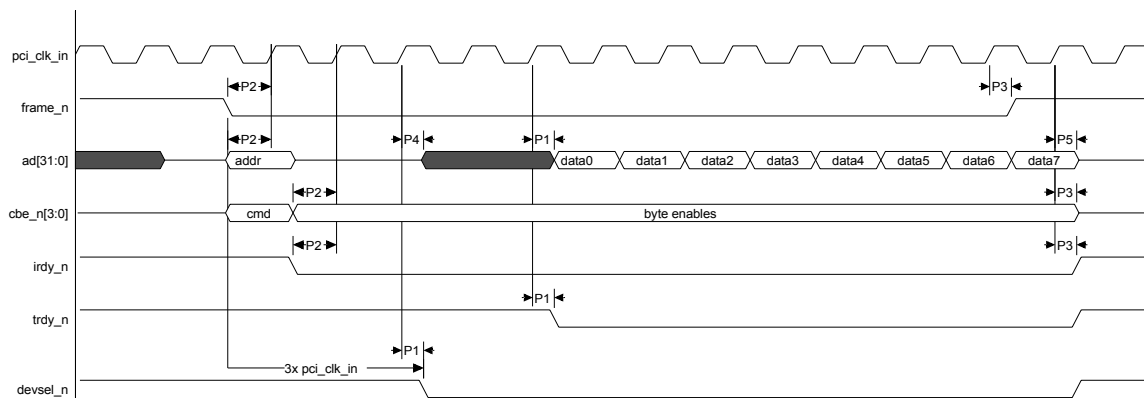 pci_clk_in
P2
P3
frame_n
P2
P4
P1
P5
ad[31:0]
addr
data0
data1
data2
data3
data4
data5
data6
data7
P2
P3
cbe_n[3:0]
cmd
byte enables
P2
P3
irdy_n
P1
trdy_n
P1
3x pci_clk_in
devsel_n